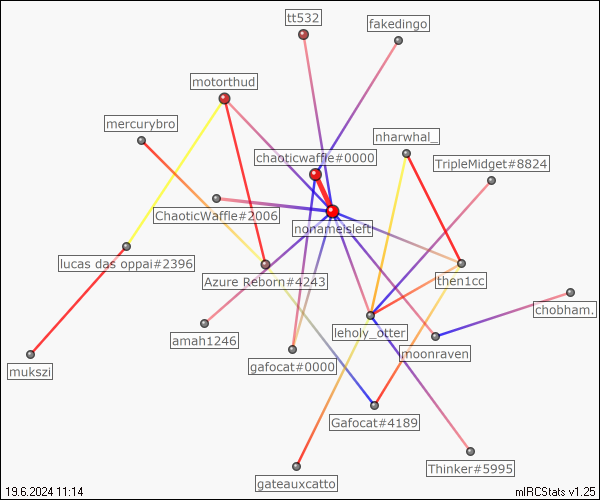 tt532
fakedingo
motorthud
mercurybro
nharwhal_
chaoticwaffle#0000
TripleMidget#8824
ChaoticWaffle#2006
nonameisleft
lucas das oppai#2396
Azure Reborn#4243
then1cc
chobham.
leholy_otter
amah1246
moonraven
gafocat#0000
mukszi
Gafocat#4189
Thinker#5995
gateauxcatto
19.6.2024 11:14
mIRCStats v1.25